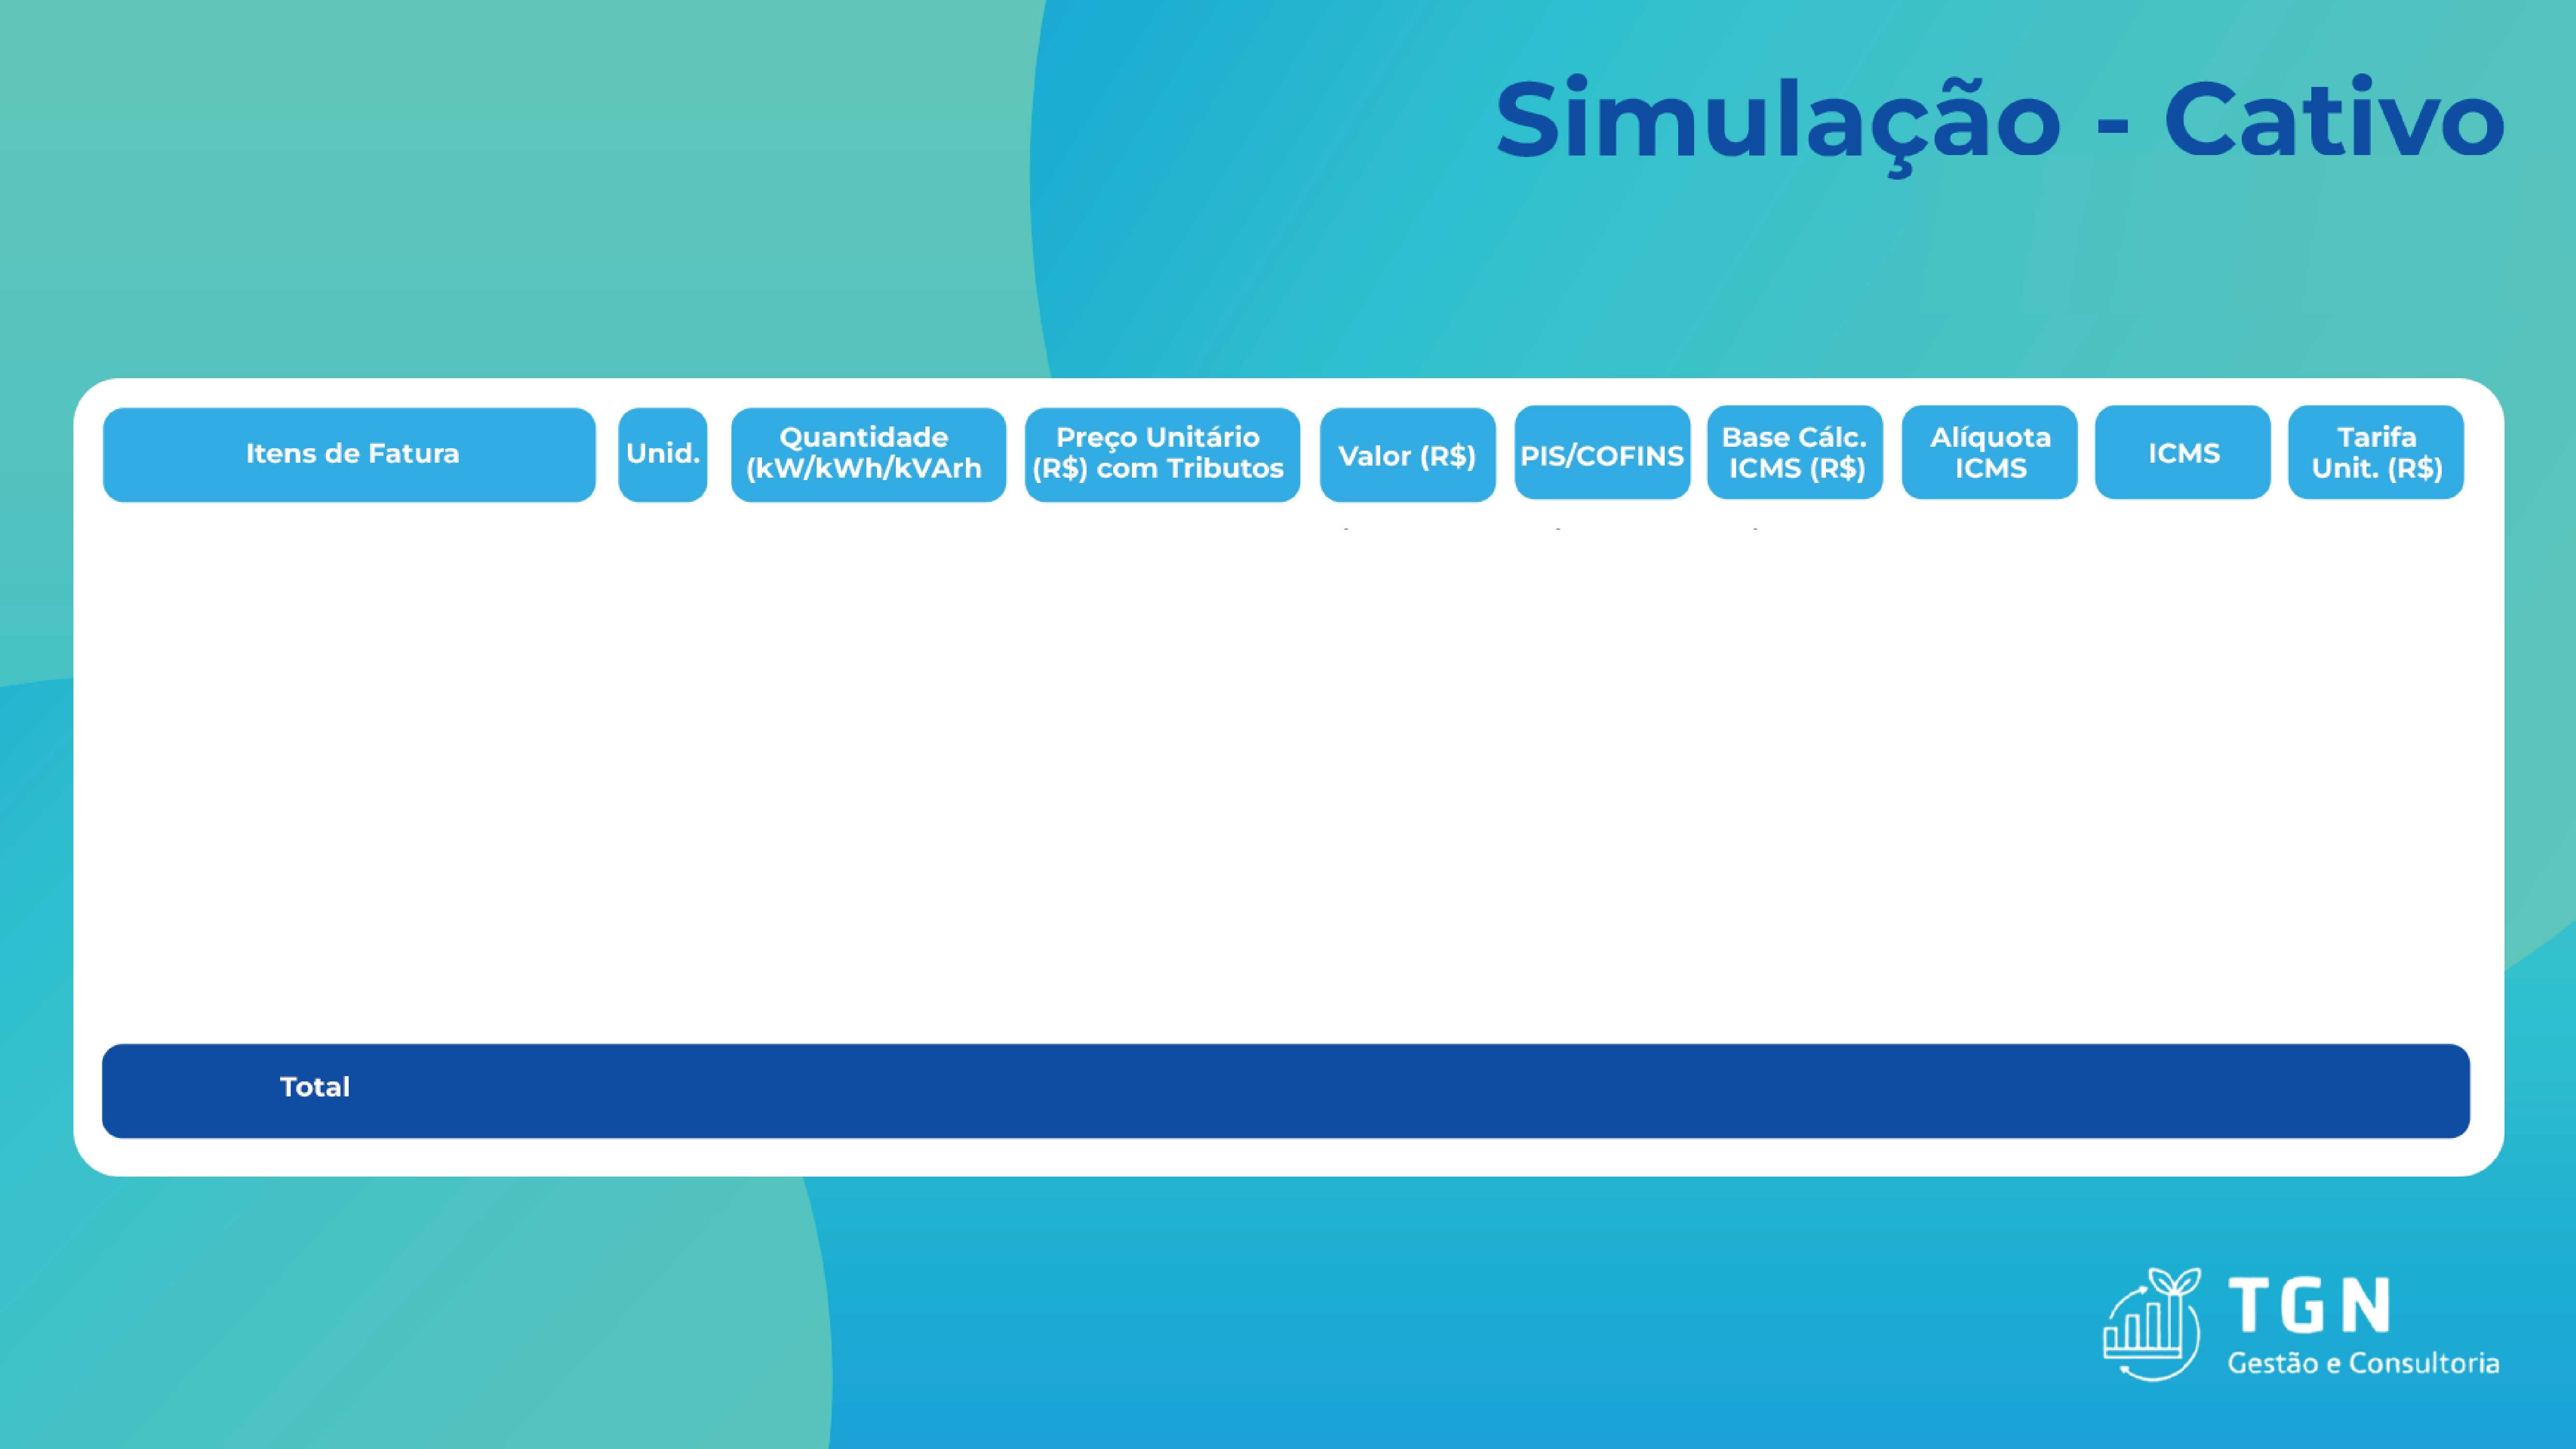 Simulação - Cativo
Itens de Fatura
Unid.
Quantidade
(kW/kWh/kVArh
Preço Unitário
(R$) com Tributos
Valor (R$)
PIS/COFINS
Base Cálc.
ICMS (R$)
Alíquota
ICMS
ICMS
Tarifa
Unit. (R$)
Total
TGN
Gestão e Consultoria